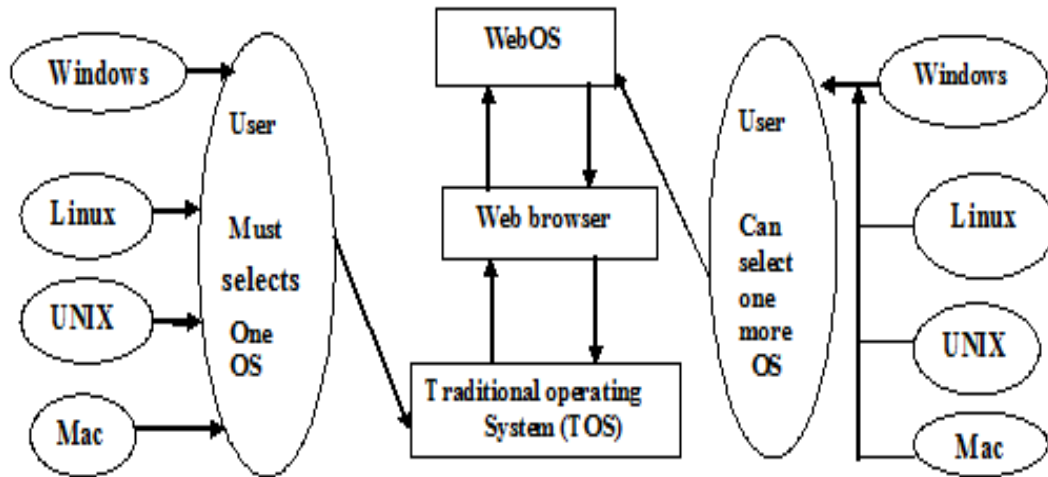 Windows
Linux
UNIX
Mac
User
Must
selects
One
OS
WebOS
Web browser
Traditional operating
System (TOS)
User
Can
select
one
more
OS
Windows
Linux
UNIX
Mac